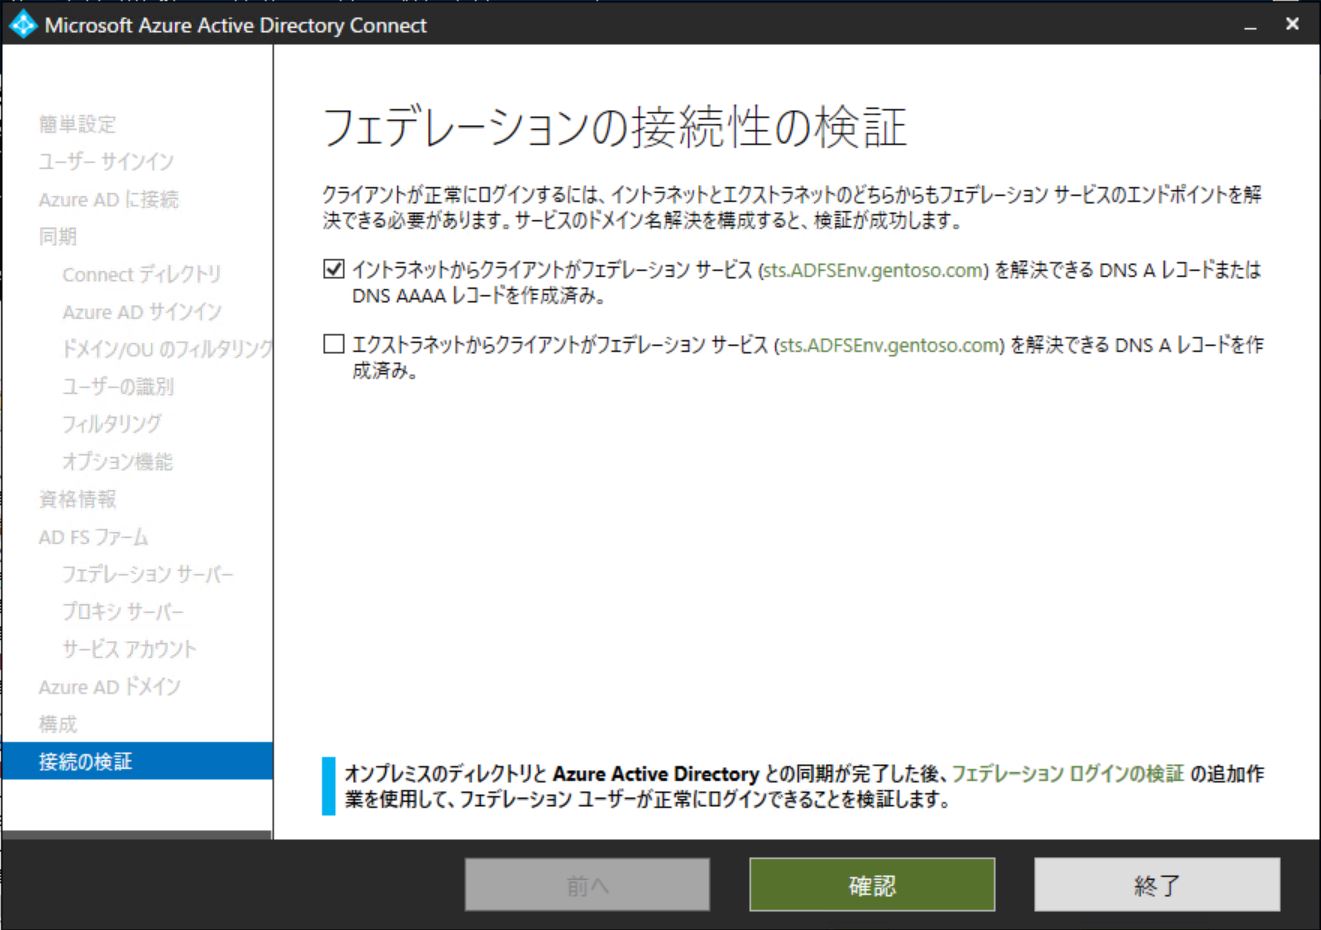 Microsoft Azure Active Directory Connect
簡単設定
ユーザー サインイン
Azure AD に接続
同期
Connect ディレクトリ
Azure AD サインイン
ドメイン/OU のフィルタリング
ユーザーの識別
フィルタリング
オプション機能
資格情報
AD FS ファーム
フェデレーション サーバー
プロキシ サーバー
サービス アカウント
Azure AD ドメイン
構成
接続の検証
フェデレーションの接続性の検証
クライアントが正常にログインするには、イントラネットとエクストラネットのどちらからもフェデレーション サービスのエンドポイントを解
決できる必要があります。サービスのドメイン名解決を構成すると、検証が成功します。
イントラネットからクライアントがフェデレーション サービス (sts.ADFSEnv.gentoso.com) を解決できる DNS A レコードまたは
DNS AAAA レコードを作成済み。
エクストラネットからクライアントがフェデレーション サービス (sts.ADFSEnv.gentoso.com) を解決できる DNS A レコードを作
成済み。
オンプレミスのディレクトリと Azure Active Directory との同期が完了した後、フェデレーション ログインの検証 の追加作
業を使用して、フェデレーション ユーザーが正常にログインできることを検証します。
前へ
確認
終了